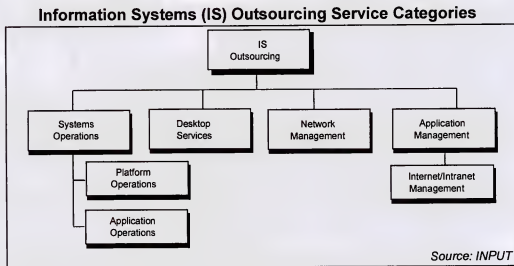 Information Systems (IS) Outsourcing Service Categories
IS
Outsourcing
Systems
Operations
Desktop
Services
Network
Management
Application
Management
Platform
Operations
Internet/Intranet
Management
Application
Operations
Source: INPUT